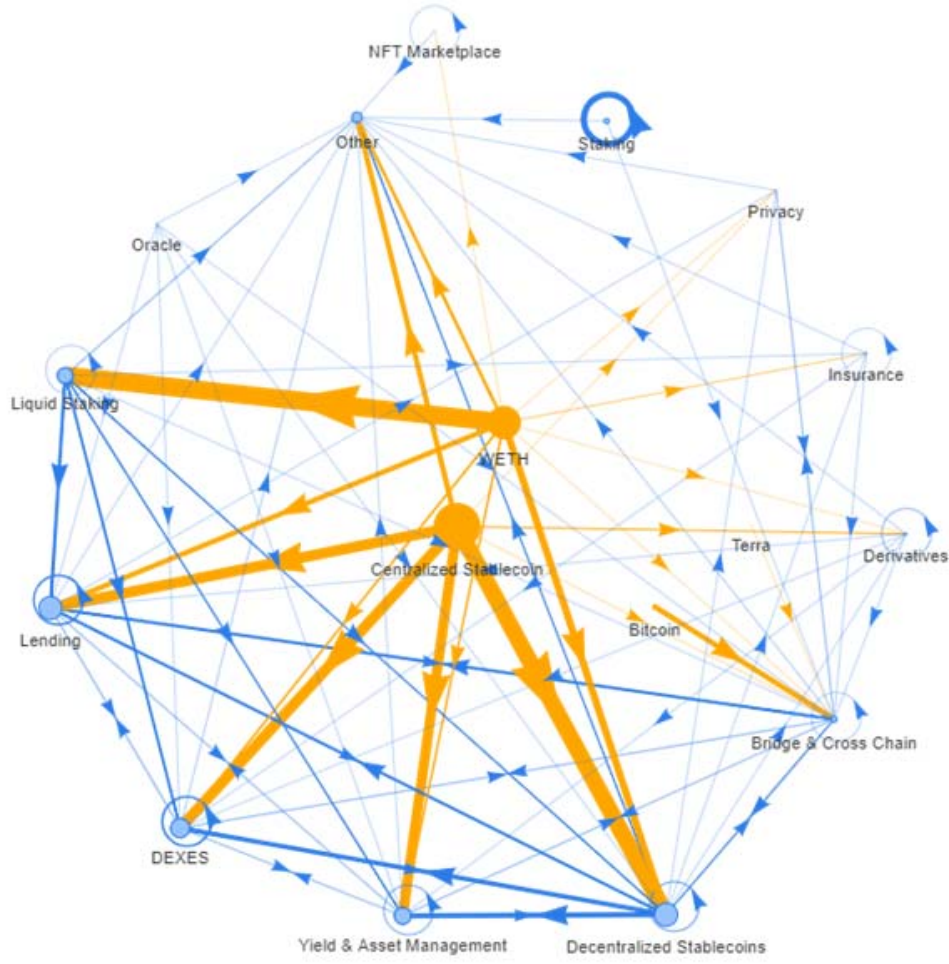 NFT Marketplace
Other
Staking
Privacy
Oracle
Insurance
Liquid Staking
WETH
Terra
Derivatives
Centralized Stablecoin
Bitcoin
Lending
Bridge & Cross Chain
DEXES
Yield & Asset Management
Decentralized Stablecoins